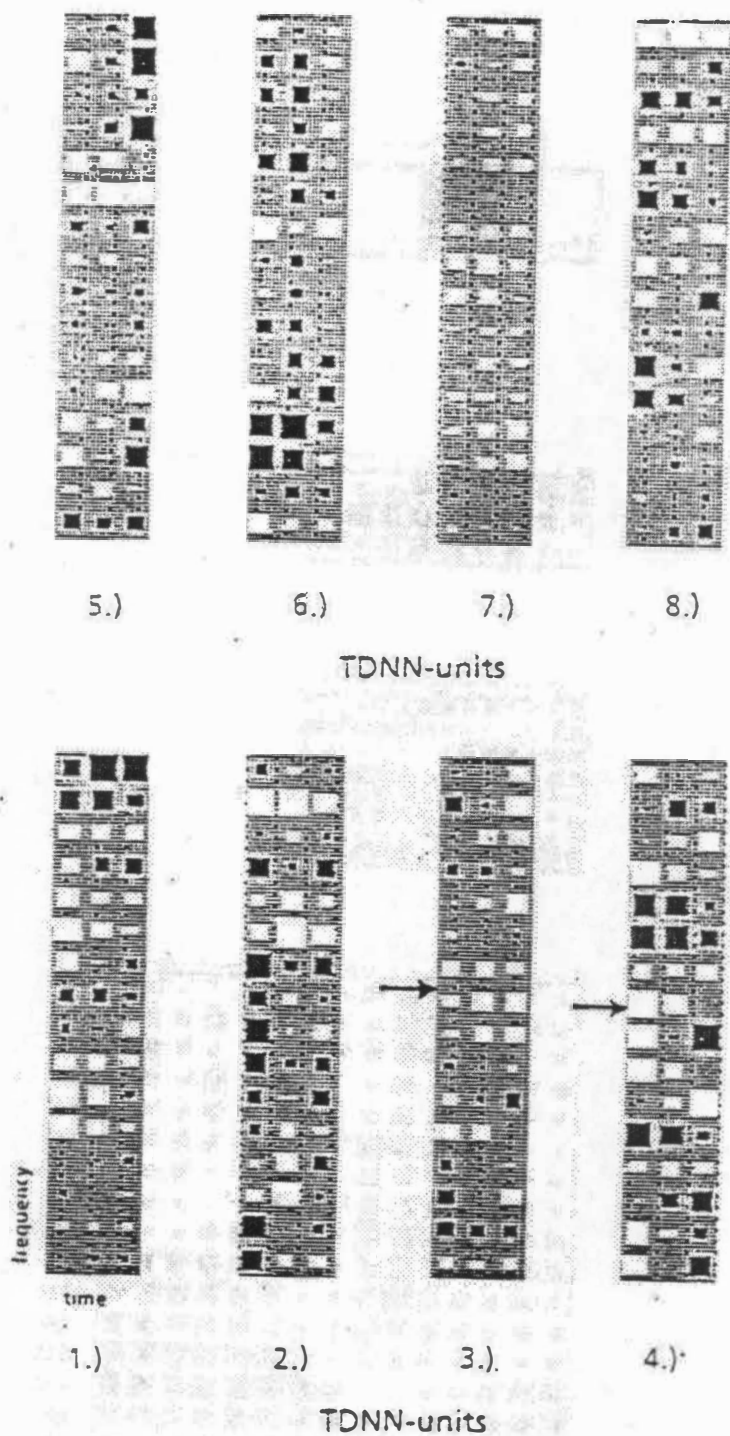 5.) 6.) 7.) 8.)
TDNN-units
frequency
time
1.) 2.) 3.). 4.)
TDNN-units